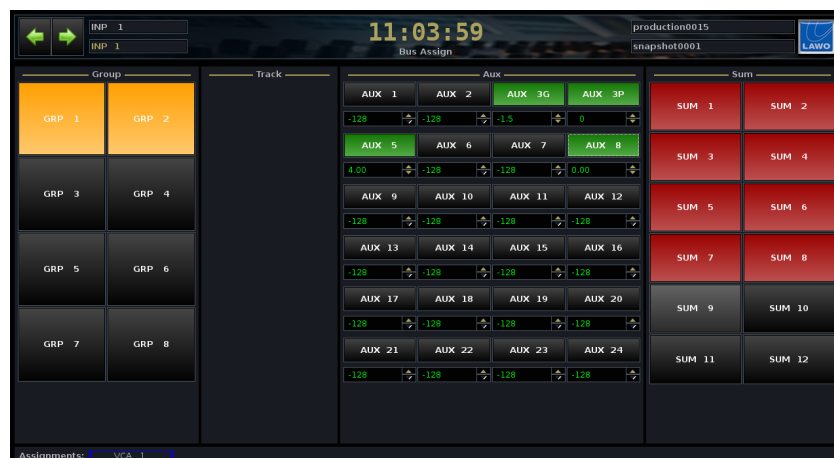 INP 1
INP 1
11:03:59
Bus Assign
production0015
snapshot0001
LAWO
Group
Track
Aux
Sum
GRP 1 GRP 2
GRP 3 GRP 4
GRP 5 GRP 6
GRP 7 GRP 8
AUX 1 AUX 2 AUX 3G AUX 3P
-128 -128 -1.5 0
AUX 5 AUX 6 AUX 7 AUX 8
4.00 -128 -128 0.00
AUX 9 AUX 10 AUX 11 AUX 12
-128 -128 -128 -128
AUX 13 AUX 14 AUX 15 AUX 16
-128 -128 -128 -128
AUX 17 AUX 18 AUX 19 AUX 20
-128 -128 -128 -128
AUX 21 AUX 22 AUX 23 AUX 24
-128 -128 -128 -128
SUM 1 SUM 2
SUM 3 SUM 4
SUM 5 SUM 6
SUM 7 SUM 8
SUM 9 SUM 10
SUM 11 SUM 12
Assignments: VCA 1